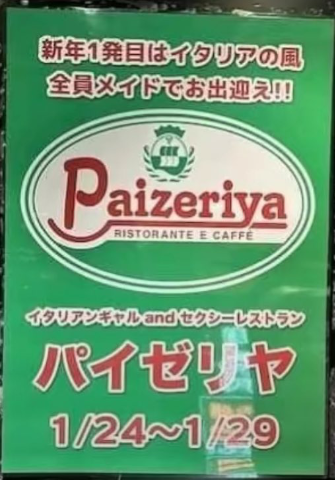 新年1発目はイタリアの風
全員メイドでお出迎え!!
Paizeriya
RISTORANTE E CAFFÈ
イタリアンギャル and セクシーレストラン
パイゼリヤ
1/24～1/29